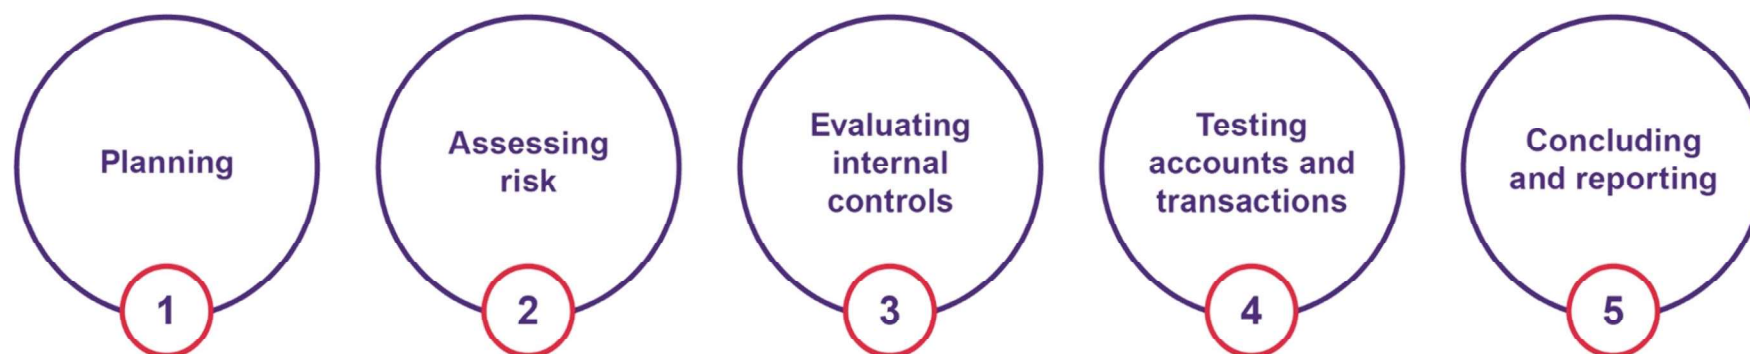 Planning
1
Assessing
risk
2
Evaluating
internal
controls
3
Testing
accounts and
transactions
4
Concluding
and reporting
5